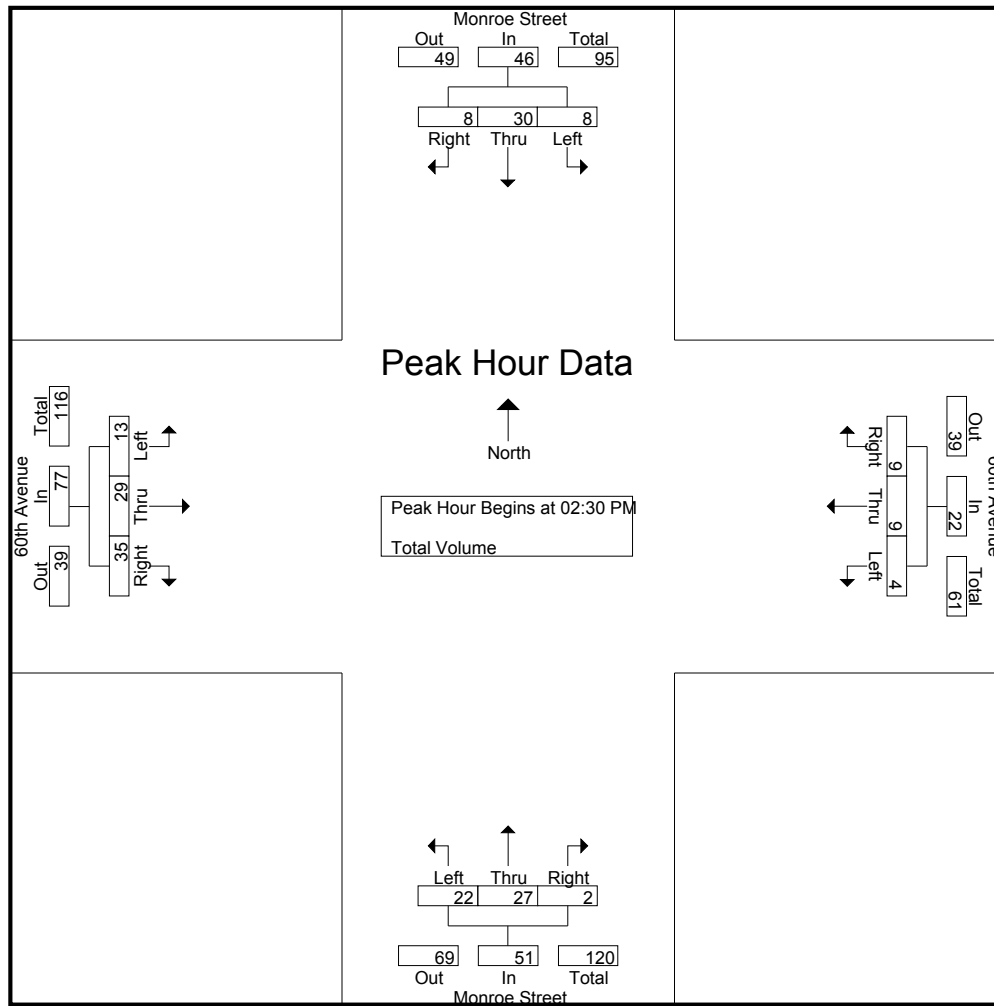 Monroe Street
Out In Total
49 46 95
8 30 8
Right Thru Left
Peak Hour Data
North
Peak Hour Begins at 02:30 PM
Total Volume
60th Avenue
Total In Out
116 77 39
13 29 35
Left Thru Right
Right Thru Left
9 9 4
39 22 61
Out In Total
Avenue
Left Thru Right
22 27 2
69 51 120
Out In Total
Monroe Street